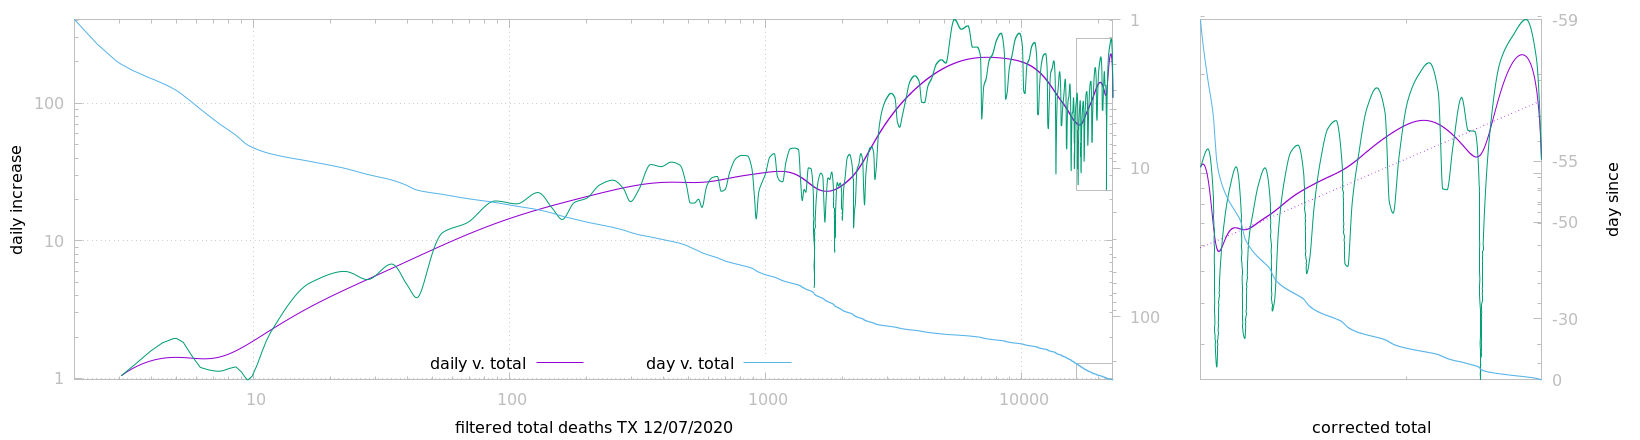 1
-59
100
10
-55
daily increase
-50
day since
10
100
-30
daily v. total
day v. total
1
0
10
100
1000
10000
filtered total deaths TX 12/07/2020
corrected total